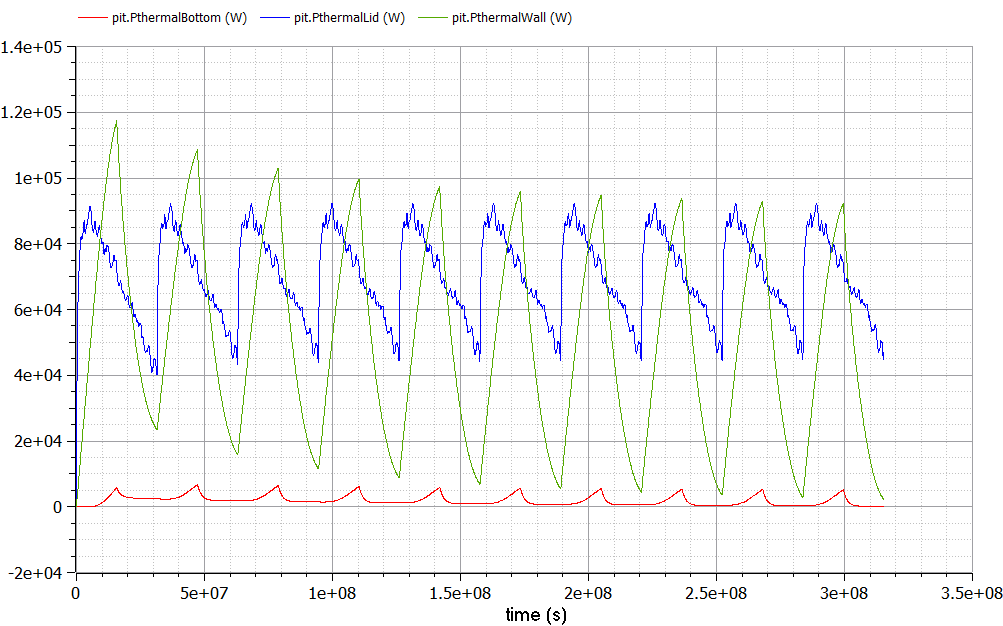 pit.PthermalBottom (W) pit.PthermalLid (W) pit.PthermalWall (W)
1.4e+05
1.2e+05
1e+05
8e+04
6e+04
4e+04
2e+04
0
-2e+04
0 5e+07 1e+08 1.5e+08 2e+08 2.5e+08 3e+08 3.5e+08
time (s)